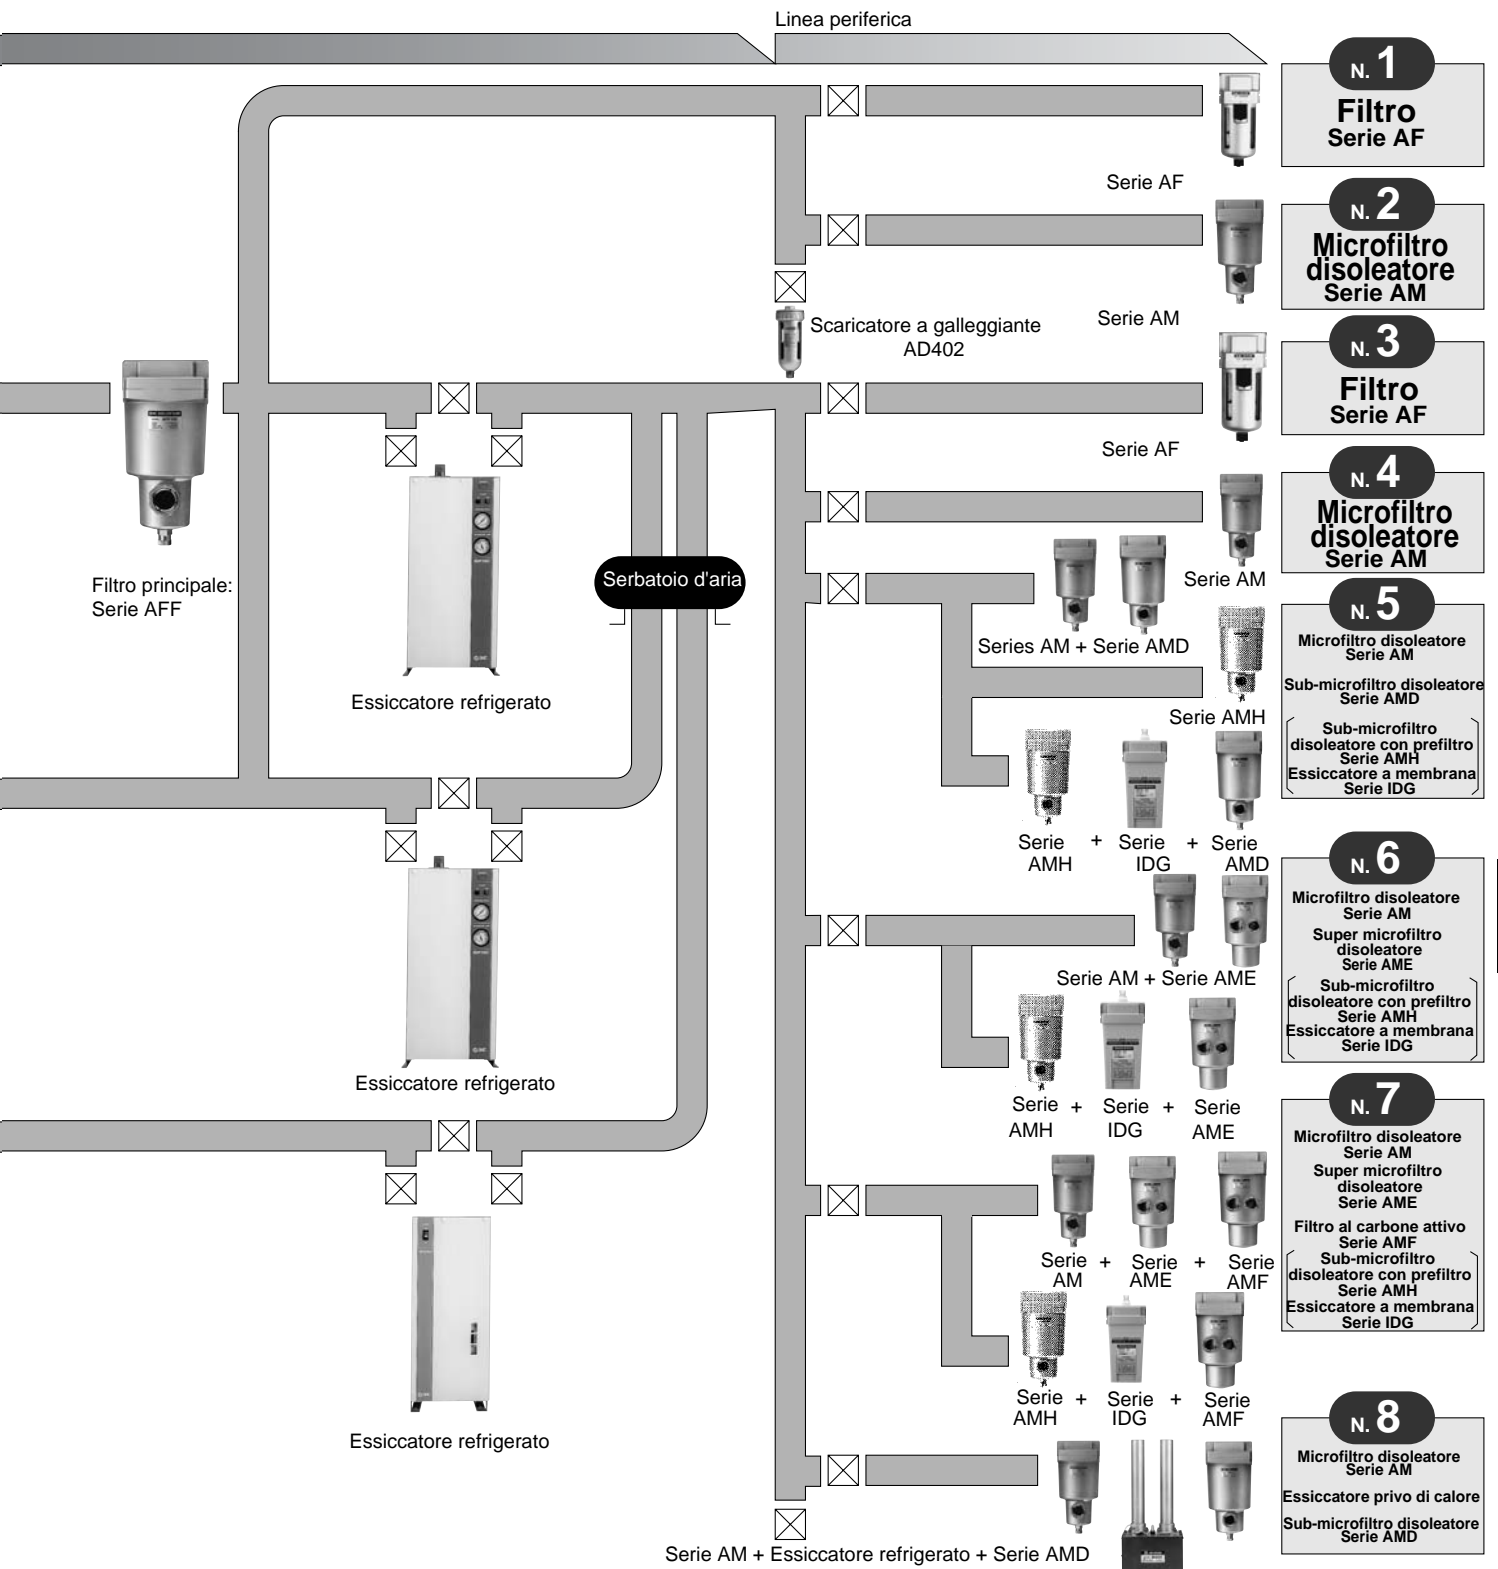 Linea periferica
N. 1
Filtro
Serie AF
Serie AF
N. 2
Microfiltro
disoleatore
Serie AM
Serie AM
Scaricatore a galleggiante
AD402
N. 3
Filtro
Serie AF
Serie AF
N. 4
Microfiltro
disoleatore
Serie AM
Serie AM
Filtro principale:
Serie AFF
Serbatoio d'aria
Essiccatore refrigerato
Series AM + Serie AMD
Serie AMH
Serie + Serie + Serie
AMH IDG AMD
N. 5
Microfiltro disoleatore
Serie AM
Sub-microfiltro disoleatore
Serie AMD
Sub-microfiltro
disoleatore con prefiltro
Serie AMH
Essiccatore a membrana
Serie IDG
Essiccatore refrigerato
Serie AM + Serie AME
Serie + Serie + Serie
AMH IDG AME
N. 6
Microfiltro disoleatore
Serie AM
Super microfiltro
disoleatore
Serie AME
Sub-microfiltro
disoleatore con prefiltro
Serie AMH
Essiccatore a membrana
Serie IDG
Essiccatore refrigerato
Serie + Serie + Serie
AM AME AMF
Serie + Serie + Serie
AMH IDG AMF
N. 7
Microfiltro disoleatore
Serie AM
Super microfiltro
disoleatore
Serie AME
Filtro al carbone attivo
Serie AMF
Sub-microfiltro
disoleatore con prefiltro
Serie AMH
Essiccatore a membrana
Serie IDG
Serie AM + Essiccatore refrigerato + Serie AMD
N. 8
Microfiltro disoleatore
Serie AM
Essiccatore privo di calore
Sub-microfiltro disoleatore
Serie AMD